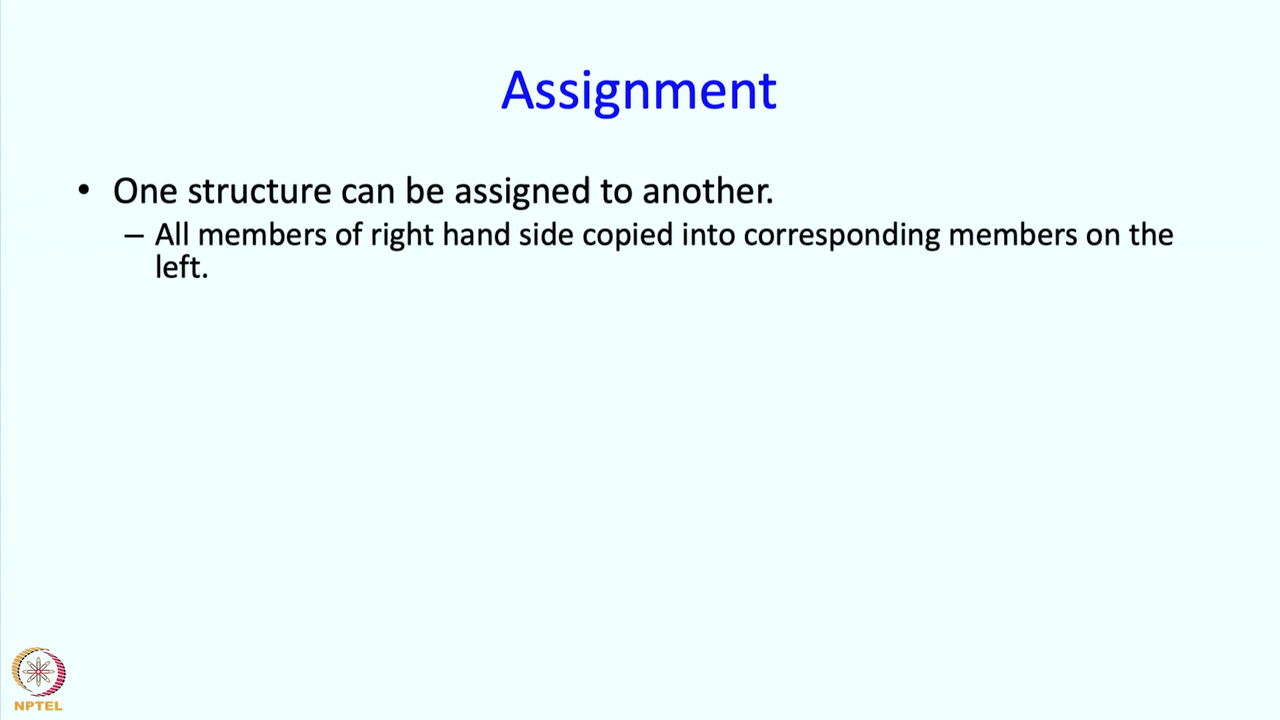 Assignment
• One structure can be assigned to another.
– All members of right hand side copied into corresponding members on the
left.
NPTEL